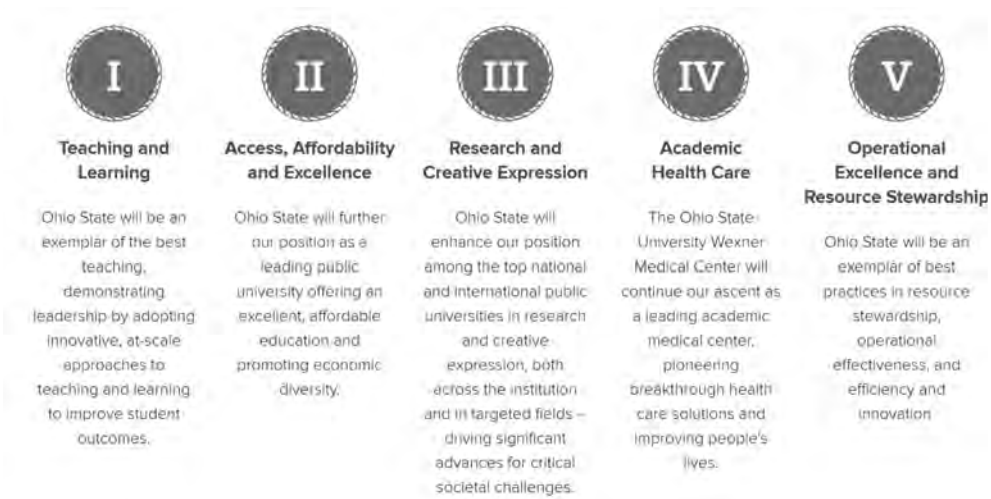 I
Teaching and
Learning
Ohio State will be an
exemplar of the best
teaching,
demonstrating
leadership by adopting
innovative, at-scale
approaches to
teaching and learning
to improve student
outcomes.
II
Access, Affordability
and Excellence
Ohio State will further
our position as a
leading public
university offering an
excellent, affordable
education and
promoting economic
diversity.
III
Research and
Creative Expression
Ohio State will
enhance our position
among the top national
and international public
universities in research
and creative
expression, both
across the institution
and in targeted fields –
driving significant
advances for critical
societal challenges.
IV
Academic
Health Care
The Ohio State
University Wexner
Medical Center will
continue our ascent as
a leading academic
medical center,
pioneering
breakthrough health
care solutions and
improving people's
lives.
V
Operational
Excellence and
Resource Stewardship
Ohio State will be an
exemplar of best
practices in resource
stewardship,
operational
effectiveness, and
efficiency and
innovation